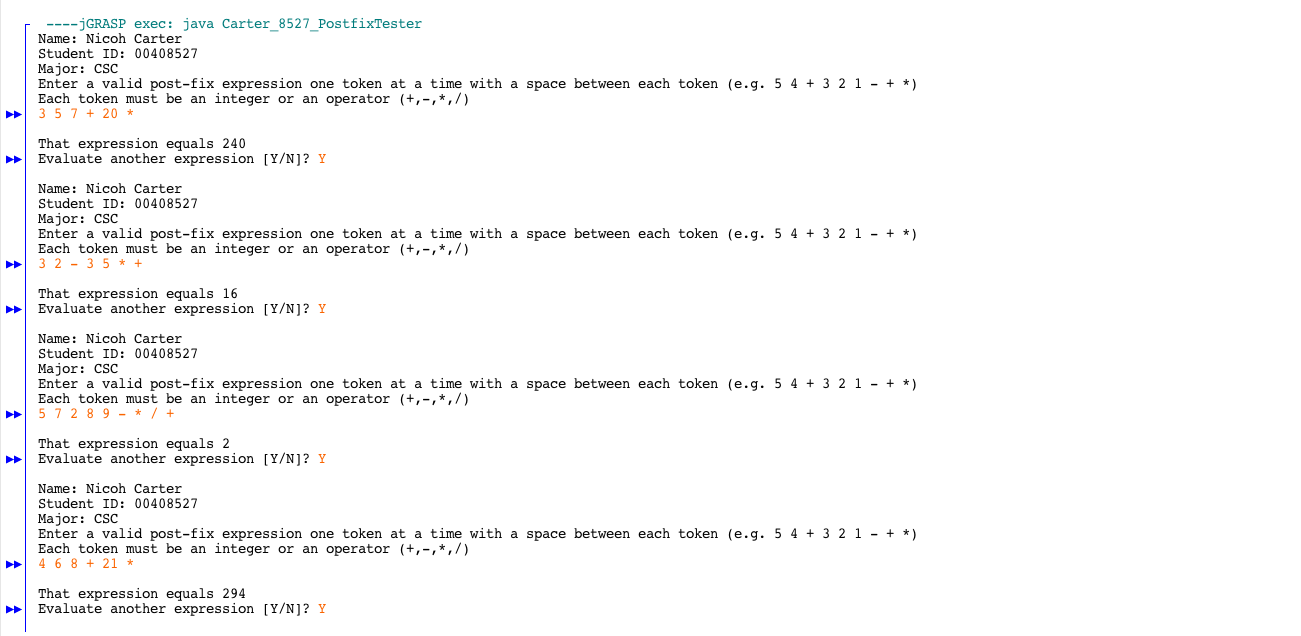 ----jGRASP exec: java Carter_8527_PostfixTester
Name: Nicoh Carter
Student ID: 00408527
Major: CSC
Enter a valid post-fix expression one token at a time with a space between each token (e.g. 5 4 + 3 2 1 - + *)
Each token must be an integer or an operator (+,-,*,/)
3 5 7 + 20 *
That expression equals 240
Evaluate another expression [Y/N]? Y
Name: Nicoh Carter
Student ID: 00408527
Major: CSC
Enter a valid post-fix expression one token at a time with a space between each token (e.g. 5 4 + 3 2 1 - + *)
Each token must be an integer or an operator (+,-,*,/)
3 2 - 3 5 * +
That expression equals 16
Evaluate another expression [Y/N]? Y
Name: Nicoh Carter
Student ID: 00408527
Major: CSC
Enter a valid post-fix expression one token at a time with a space between each token (e.g. 5 4 + 3 2 1 - + *)
Each token must be an integer or an operator (+,-,*,/)
5 7 2 8 9 - * / +
That expression equals 2
Evaluate another expression [Y/N]? Y
Name: Nicoh Carter
Student ID: 00408527
Major: CSC
Enter a valid post-fix expression one token at a time with a space between each token (e.g. 5 4 + 3 2 1 - + *)
Each token must be an integer or an operator (+,-,*,/)
4 6 8 + 21 *
That expression equals 294
Evaluate another expression [Y/N]? Y